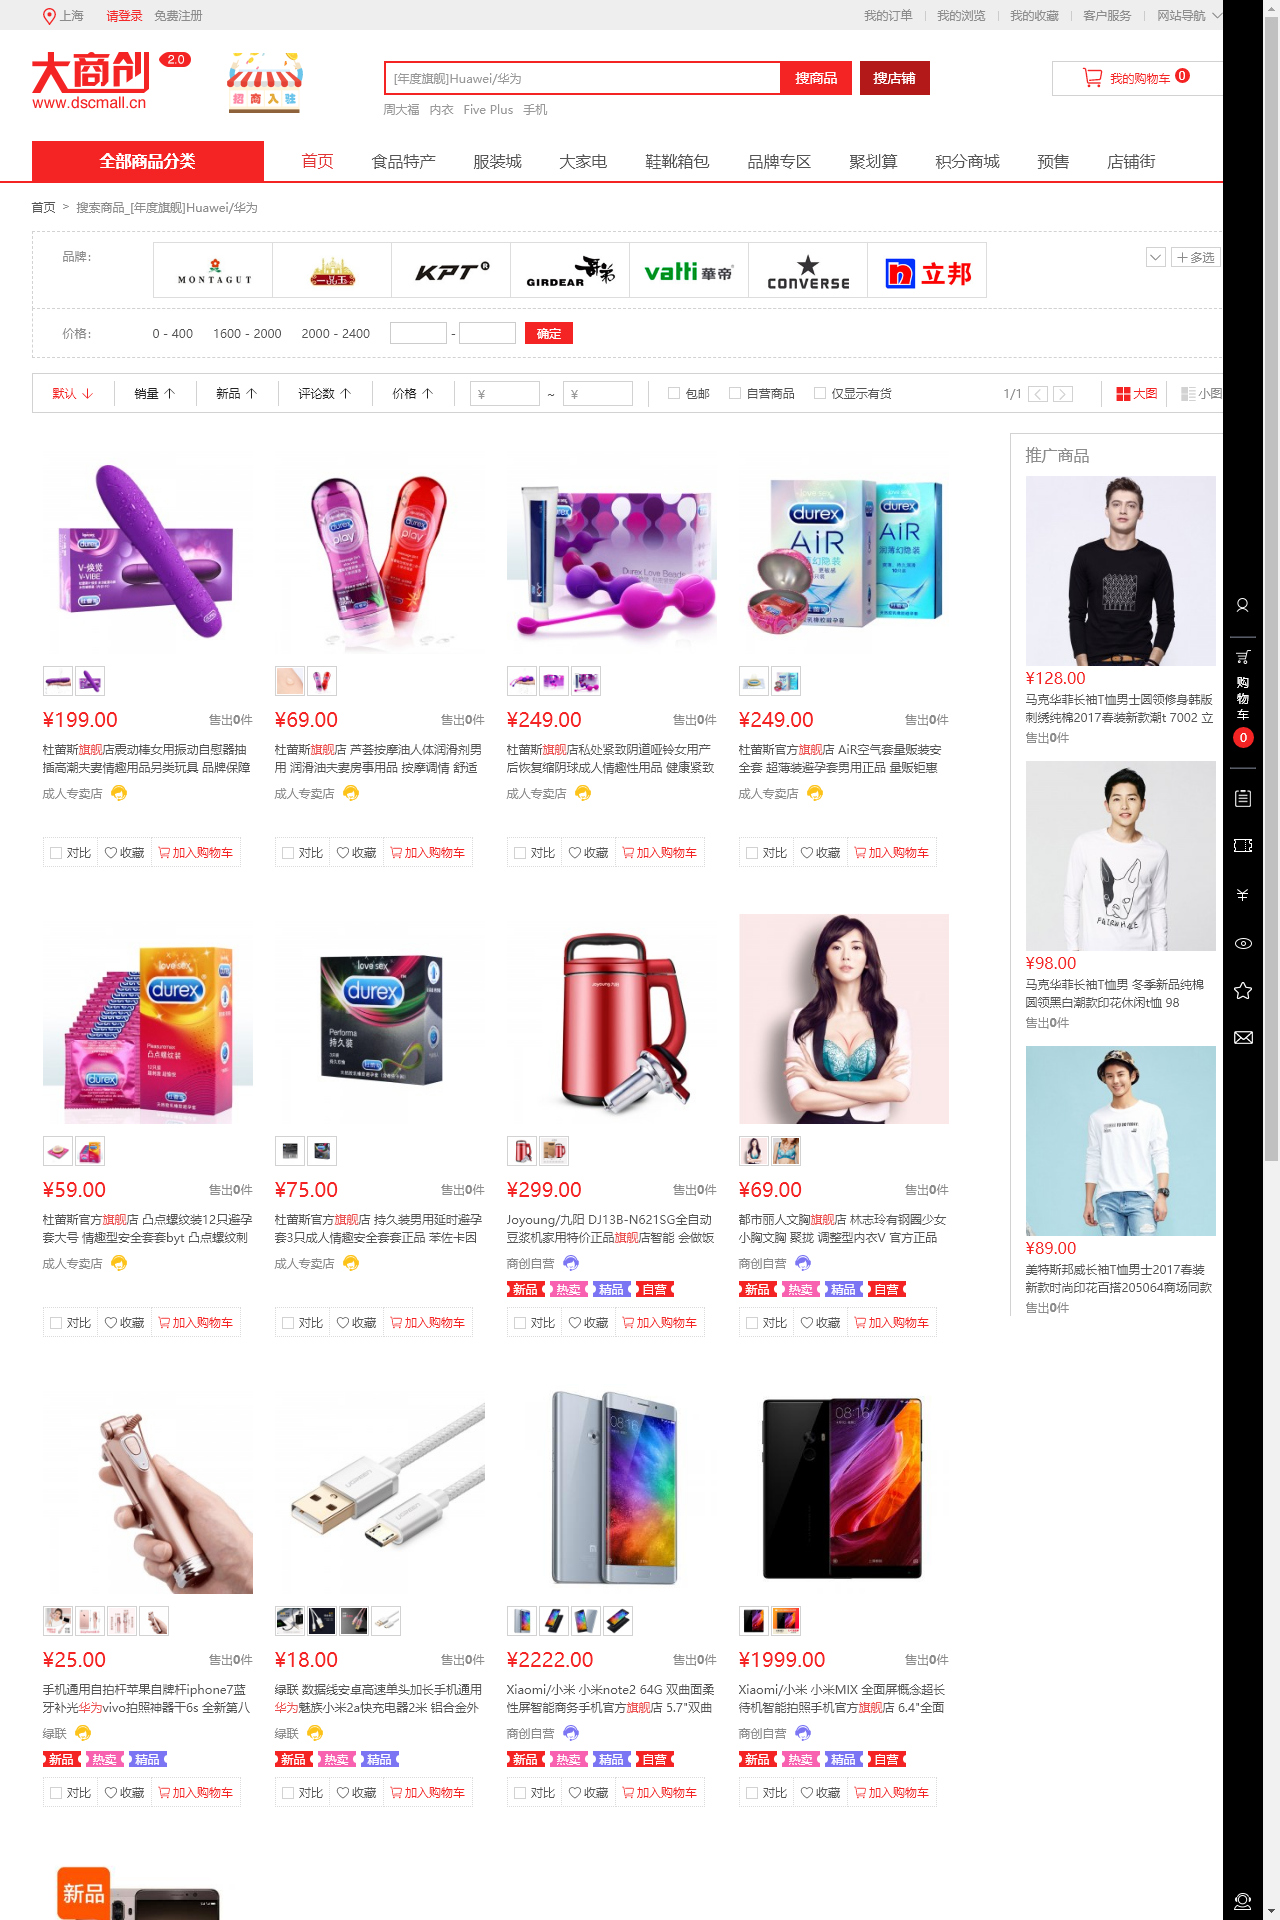 上海 请登录 免费注册 我的订单 我的浏览 我的收藏 客户服务 网站导航
大商创 2.0
www.dscmall.cn
招商入驻
[年度旗舰]Huawei/华为 搜商品 搜店铺
我的购物车 0
周大福 内衣 Five Plus 手机
全部商品分类 首页 食品特产 服装城 大家电 鞋靴箱包 品牌专区 聚划算 积分商城 预售 店铺街
首页 > 搜索商品_[年度旗舰]Huawei/华为
品牌: MONTAGUT 一品玉 KPT GIRDEAR 哥弟 vatti 華帝 CONVERSE 立邦 多选
价格: 0 - 400 1600 - 2000 2000 - 2400 - 确定
默认 销量 新品 评论数 价格 ¥ ~ ¥ 包邮 自营商品 仅显示有货 1/1 大图 小图
¥199.00 售出0件
杜蕾斯旗舰店震动棒女用振动自慰器抽
插高潮夫妻情趣用品另类玩具 品牌保障
成人专卖店
对比 收藏 加入购物车
¥69.00 售出0件
杜蕾斯旗舰店 芦荟按摩油人体润滑剂男
用 润滑油夫妻房事用品 按摩调情 舒适
成人专卖店
对比 收藏 加入购物车
¥249.00 售出0件
杜蕾斯旗舰店私处紧致阴道哑铃女用产
后恢复缩阴球成人情趣性用品 健康紧致
成人专卖店
对比 收藏 加入购物车
¥249.00 售出0件
杜蕾斯官方旗舰店 AiR空气套量贩装安
全套 超薄装避孕套男用正品 量贩钜惠
成人专卖店
对比 收藏 加入购物车
¥59.00 售出0件
杜蕾斯官方旗舰店 凸点螺纹装12只避孕
套大号 情趣型安全套套byt 凸点螺纹刺
成人专卖店
对比 收藏 加入购物车
¥75.00 售出0件
杜蕾斯官方旗舰店 持久装男用延时避孕
套3只成人情趣安全套套正品 苯佐卡因
成人专卖店
对比 收藏 加入购物车
¥299.00 售出0件
Joyoung/九阳 DJ13B-N621SG全自动
豆浆机家用特价正品旗舰店智能 会做饭
商创自营
新品 热卖 精品 自营
对比 收藏 加入购物车
¥69.00 售出0件
都市丽人文胸旗舰店 林志玲有钢圈少女
小胸文胸 聚拢 调整型内衣V 官方正品
商创自营
新品 热卖 精品 自营
对比 收藏 加入购物车
¥25.00 售出0件
手机通用自拍杆苹果自牌杆iphone7蓝
牙补光华为vivo拍照神器干6s 全新第八
绿联
新品 热卖 精品
对比 收藏 加入购物车
¥18.00 售出0件
绿联 数据线安卓高速单头加长手机通用
华为魅族小米2a快充电器2米 铝合金外
绿联
新品 热卖 精品
对比 收藏 加入购物车
¥2222.00 售出0件
Xiaomi/小米 小米note2 64G 双曲面柔
性屏智能商务手机官方旗舰店 5.7"双曲
商创自营
新品 热卖 精品 自营
对比 收藏 加入购物车
¥1999.00 售出0件
Xiaomi/小米 小米MIX 全面屏概念超长
待机智能拍照手机官方旗舰店 6.4"全面
商创自营
新品 热卖 精品 自营
对比 收藏 加入购物车
新品
推广商品
¥128.00
马克华菲长袖T恤男士圆领修身韩版
刺绣纯棉2017春装新款潮t 7002 立
售出0件
¥98.00
马克华菲长袖T恤男 冬季新品纯棉
圆领黑白潮款印花休闲t恤 98
售出0件
¥89.00
美特斯邦威长袖T恤男士2017春装
新款时尚印花百搭205064商场同款
售出0件
购物车
0